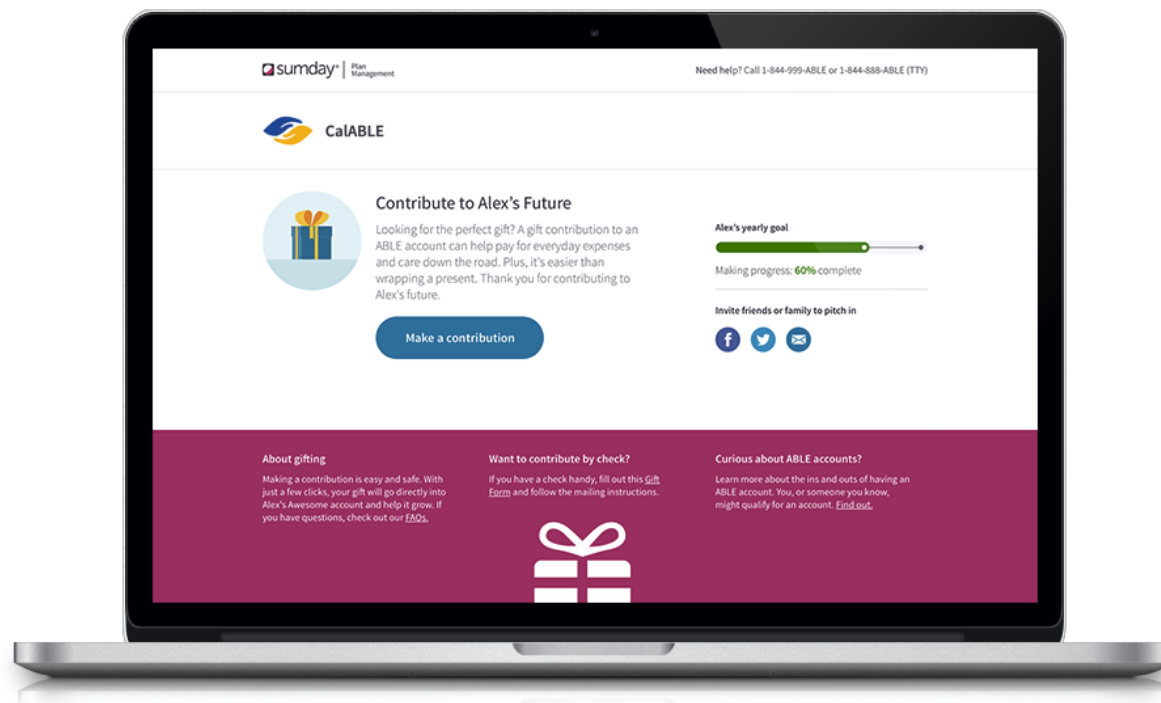 sumday® | Plan Management
Need help? Call 1-844-999-ABLE or 1-844-888-ABLE (TTY)
CalABLE
Contribute to Alex's Future
Looking for the perfect gift? A gift contribution to an
ABLE account can help pay for everyday expenses
and care down the road. Plus, it's easier than
wrapping a present. Thank you for contributing to
Alex's future.
Make a contribution
Alex's yearly goal
Making progress: 60% complete
Invite friends or family to pitch in
About gifting
Making a contribution is easy and safe. With
just a few clicks, your gift will go directly into
Alex's Awesome account and help it grow. If
you have questions, check out our FAQs.
Want to contribute by check?
If you have a check handy, fill out this Gift
Form and follow the mailing instructions.
Curious about ABLE accounts?
Learn more about the ins and outs of having an
ABLE account. You, or someone you know,
might qualify for an account. Find out.